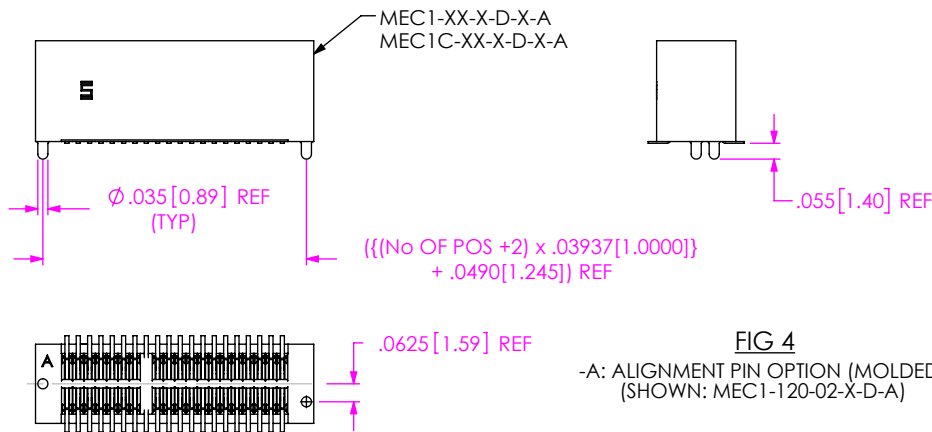 MEC1-XX-X-D-X-A
MEC1C-XX-X-D-X-A
Ø.035[0.89] REF
(TYP)
.055[1.40] REF
({(No OF POS +2) x .03937[1.0000]}
+ .0490[1.245]) REF
A
.0625[1.59] REF
FIG 4
-A: ALIGNMENT PIN OPTION (MOLDED
(SHOWN: MEC1-120-02-X-D-A)